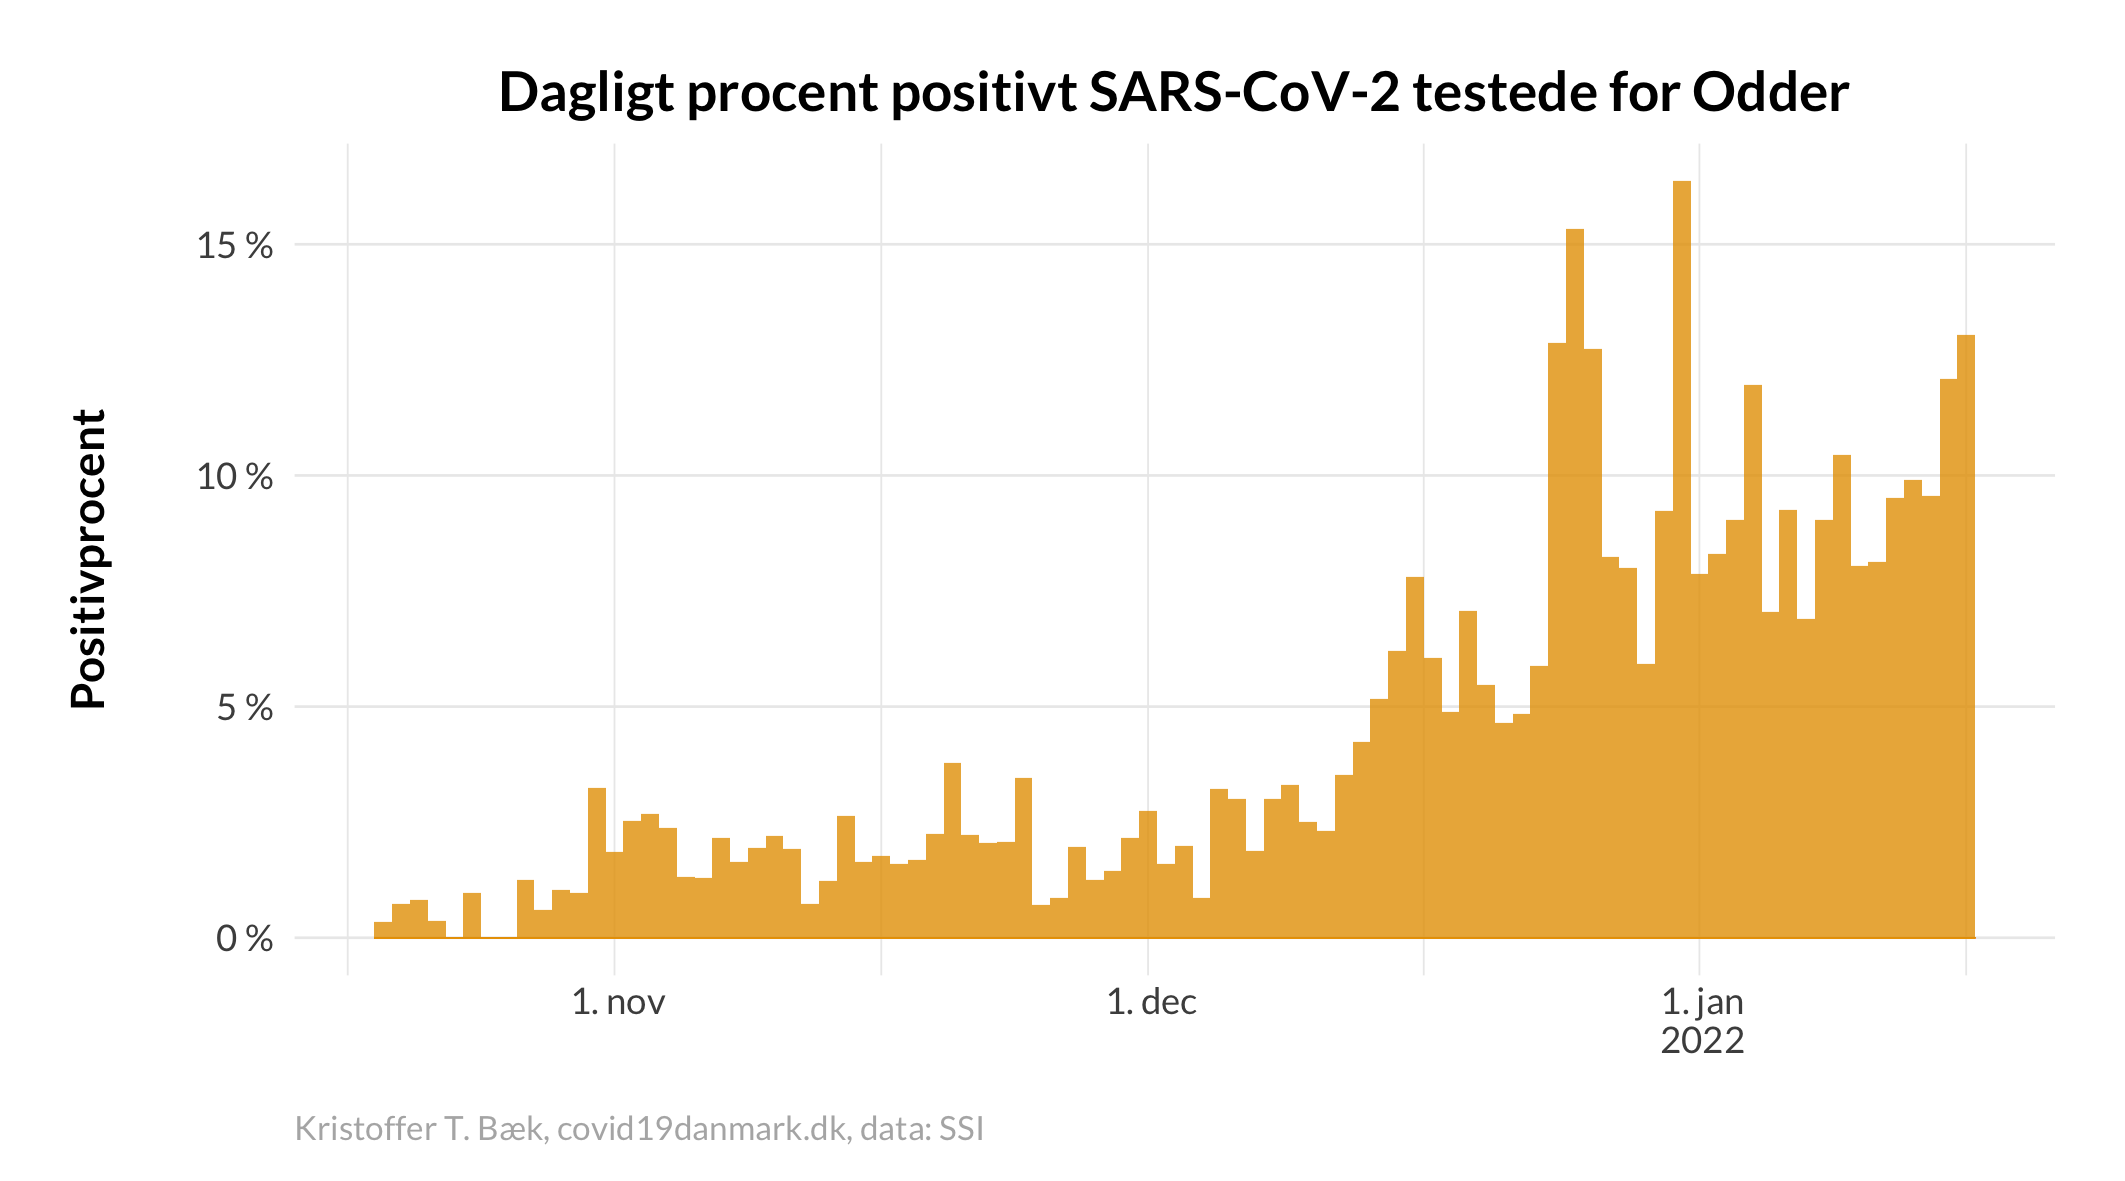 Dagligt procent positivt SARS-CoV-2 testede for Odder
Positivprocent
15 %
10 %
5 %
0 %
1. nov
1. dec
1. jan
2022
Kristoffer T. Bæk, covid19danmark.dk, data: SSI